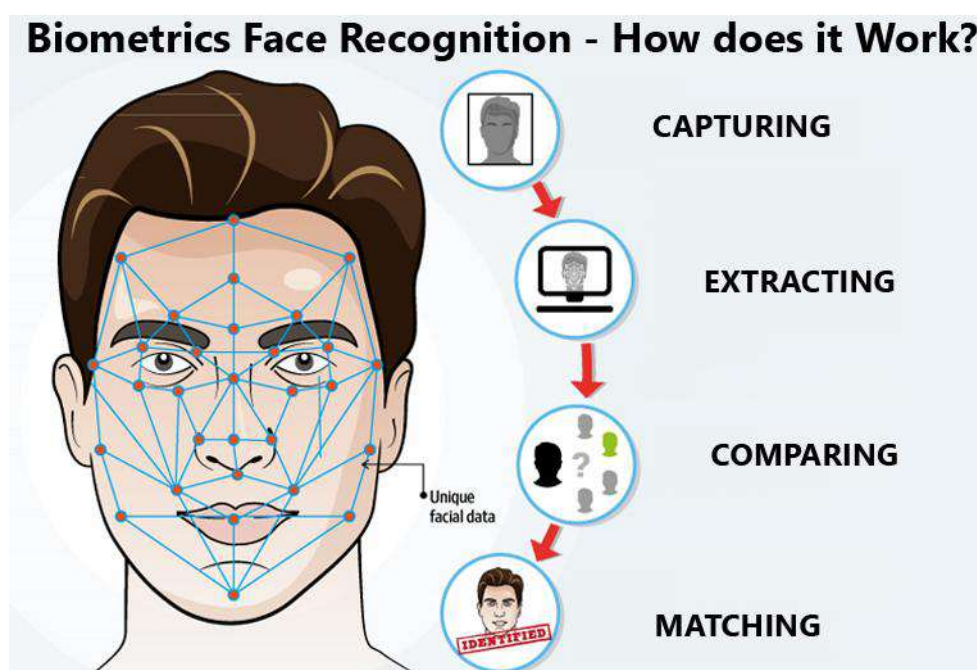 Biometrics Face Recognition - How does it Work?
CAPTURING
EXTRACTING
COMPARING
?
Unique
facial data
IDENTIFIED
MATCHING